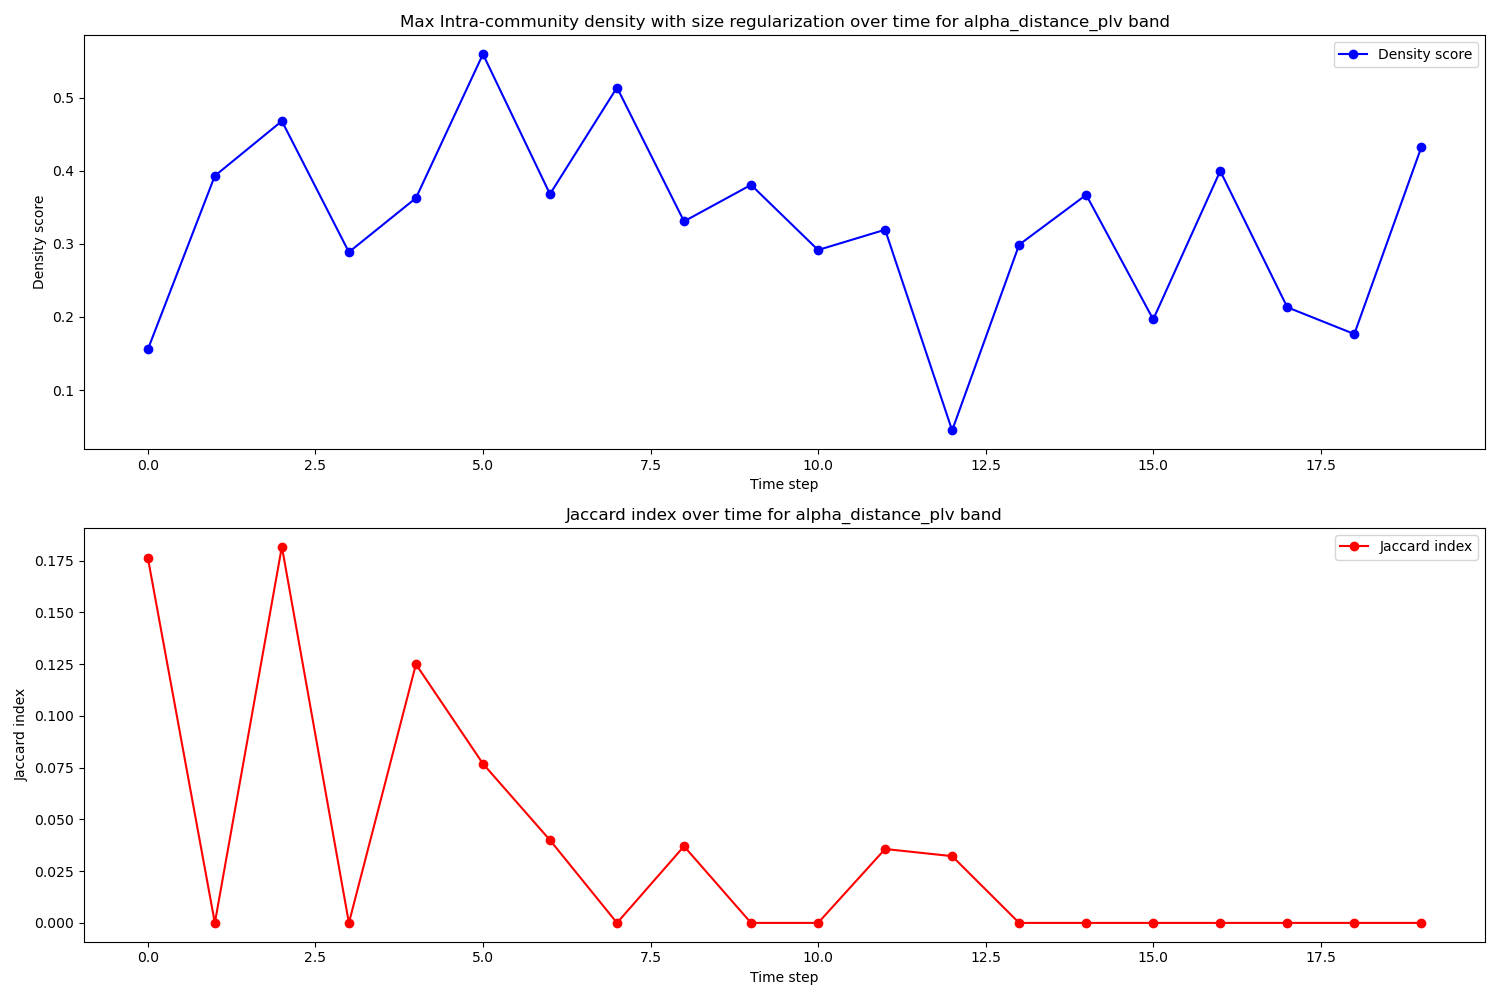 Max Intra-community density with size regularization over time for alpha_distance_plv band
Density score
Density score
0.5
0.4
0.3
0.2
0.1
0.0 2.5 5.0 7.5 10.0 12.5 15.0 17.5
Time step
Jaccard index over time for alpha_distance_plv band
Jaccard index
Jaccard index
0.175
0.150
0.125
0.100
0.075
0.050
0.025
0.000
0.0 2.5 5.0 7.5 10.0 12.5 15.0 17.5
Time step